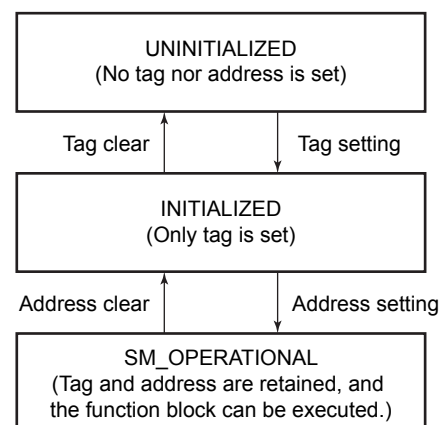 UNINITIALIZED
(No tag nor address is set)
Tag clear
Tag setting
INITIALIZED
(Only tag is set)
Address clear
Address setting
SM_OPERATIONAL
(Tag and address are retained, and
the function block can be executed.)